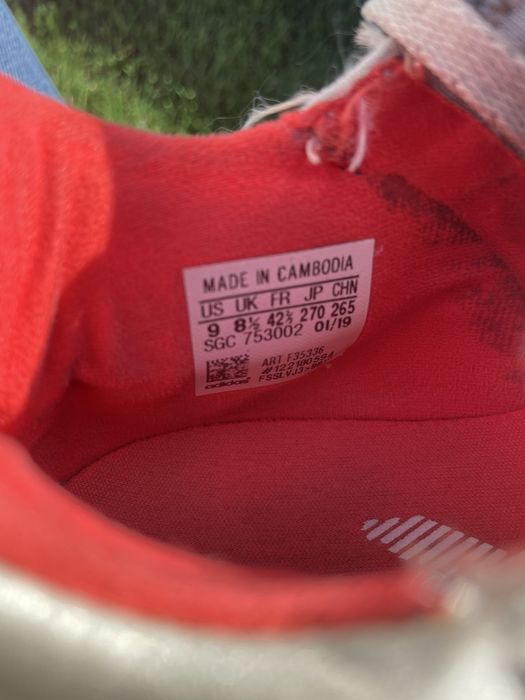 MADE IN CAMBODIA
US UK FR JP CHN
9 8½ 42⅔ 270 265
SGC 753002 01/19
ART F35336
#122180594
adidas